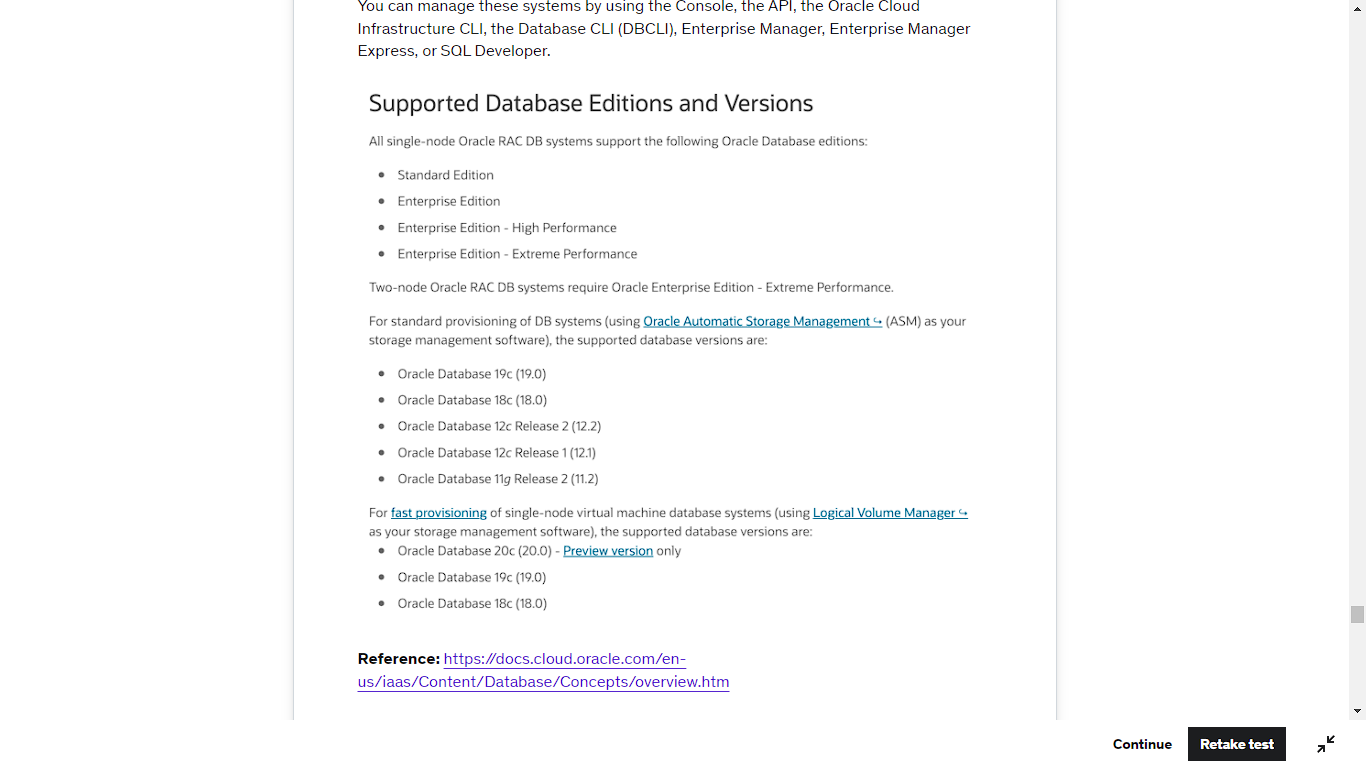 You can manage these systems by using the Console, the API, the Oracle Cloud
Infrastructure CLI, the Database CLI (DBCLI), Enterprise Manager, Enterprise Manager
Express, or SQL Developer.
Supported Database Editions and Versions
All single-node Oracle RAC DB systems support the following Oracle Database editions:
• Standard Edition
• Enterprise Edition
• Enterprise Edition - High Performance
• Enterprise Edition - Extreme Performance
Two-node Oracle RAC DB systems require Oracle Enterprise Edition - Extreme Performance.
For standard provisioning of DB systems (using Oracle Automatic Storage Management (ASM) as your
storage management software), the supported database versions are:
• Oracle Database 19c (19.0)
• Oracle Database 18c (18.0)
• Oracle Database 12c Release 2 (12.2)
• Oracle Database 12c Release 1 (12.1)
• Oracle Database 11g Release 2 (11.2)
For fast provisioning of single-node virtual machine database systems (using Logical Volume Manager
as your storage management software), the supported database versions are:
• Oracle Database 20c (20.0) - Preview version only
• Oracle Database 19c (19.0)
• Oracle Database 18c (18.0)
Reference: https://docs.cloud.oracle.com/en-
us/iaas/Content/Database/Concepts/overview.htm
Continue
Retake test